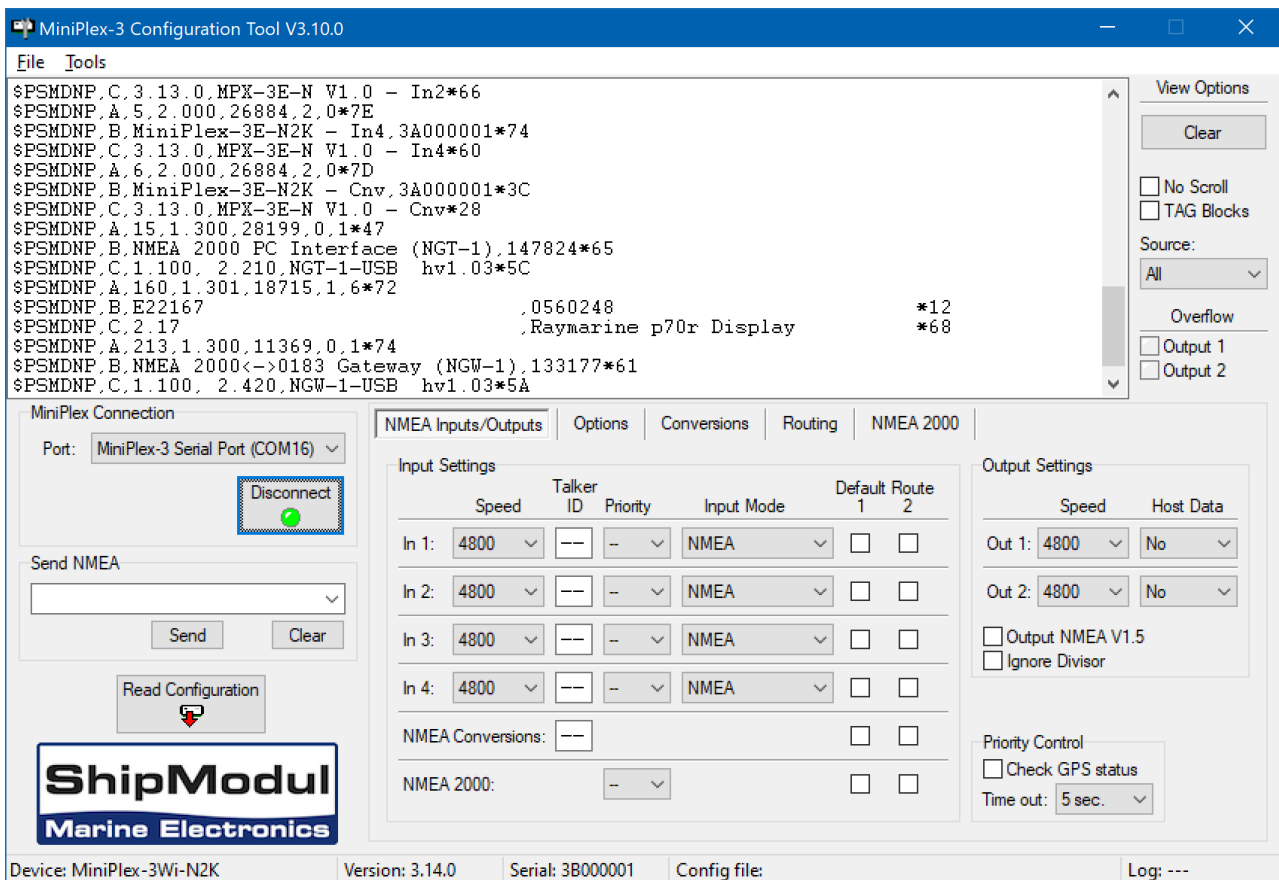 MiniPlex-3 Configuration Tool V3.10.0
File Tools
$PSMDNP,C,3.13.0,MPX-3E-N V1.0 - In2*66
$PSMDNP,A,5,2.000,26884,2,0*7E
$PSMDNP,B,MiniPlex-3E-N2K - In4,3A000001*74
$PSMDNP,C,3.13.0,MPX-3E-N V1.0 - In4*60
$PSMDNP,A,6,2.000,26884,2,0*7D
$PSMDNP,B,MiniPlex-3E-N2K - Cnv,3A000001*3C
$PSMDNP,C,3.13.0,MPX-3E-N V1.0 - Cnv*28
$PSMDNP,A,15,1.300,28199,0,1*47
$PSMDNP,B,NMEA 2000 PC Interface (NGT-1),147824*65
$PSMDNP,C,1.100, 2.210,NGT-1-USB  hv1.03*5C
$PSMDNP,A,160,1.301,18715,1,6*72
$PSMDNP,B,E22167                          ,0560248                         *12
$PSMDNP,C,2.17                            ,Raymarine p70r Display          *68
$PSMDNP,A,213,1.300,11369,0,1*74
$PSMDNP,B,NMEA 2000<->0183 Gateway (NGW-1),133177*61
$PSMDNP,C,1.100, 2.420,NGW-1-USB  hv1.03*5A
View Options
Clear
No Scroll
TAG Blocks
Source:
All
Overflow
Output 1
Output 2
MiniPlex Connection
Port: MiniPlex-3 Serial Port (COM16)
Disconnect
Send NMEA
Send Clear
Read Configuration
ShipModul
Marine Electronics
NMEA Inputs/Outputs Options Conversions Routing NMEA 2000
Input Settings
Speed Talker ID Priority Input Mode Default Route 1 2
In 1: 4800 -- -- NMEA
In 2: 4800 -- -- NMEA
In 3: 4800 -- -- NMEA
In 4: 4800 -- -- NMEA
NMEA Conversions: --
NMEA 2000: --
Output Settings
Speed Host Data
Out 1: 4800 No
Out 2: 4800 No
Output NMEA V1.5
Ignore Divisor
Priority Control
Check GPS status
Time out: 5 sec.
Device: MiniPlex-3Wi-N2K Version: 3.14.0 Serial: 3B000001 Config file: Log: ---